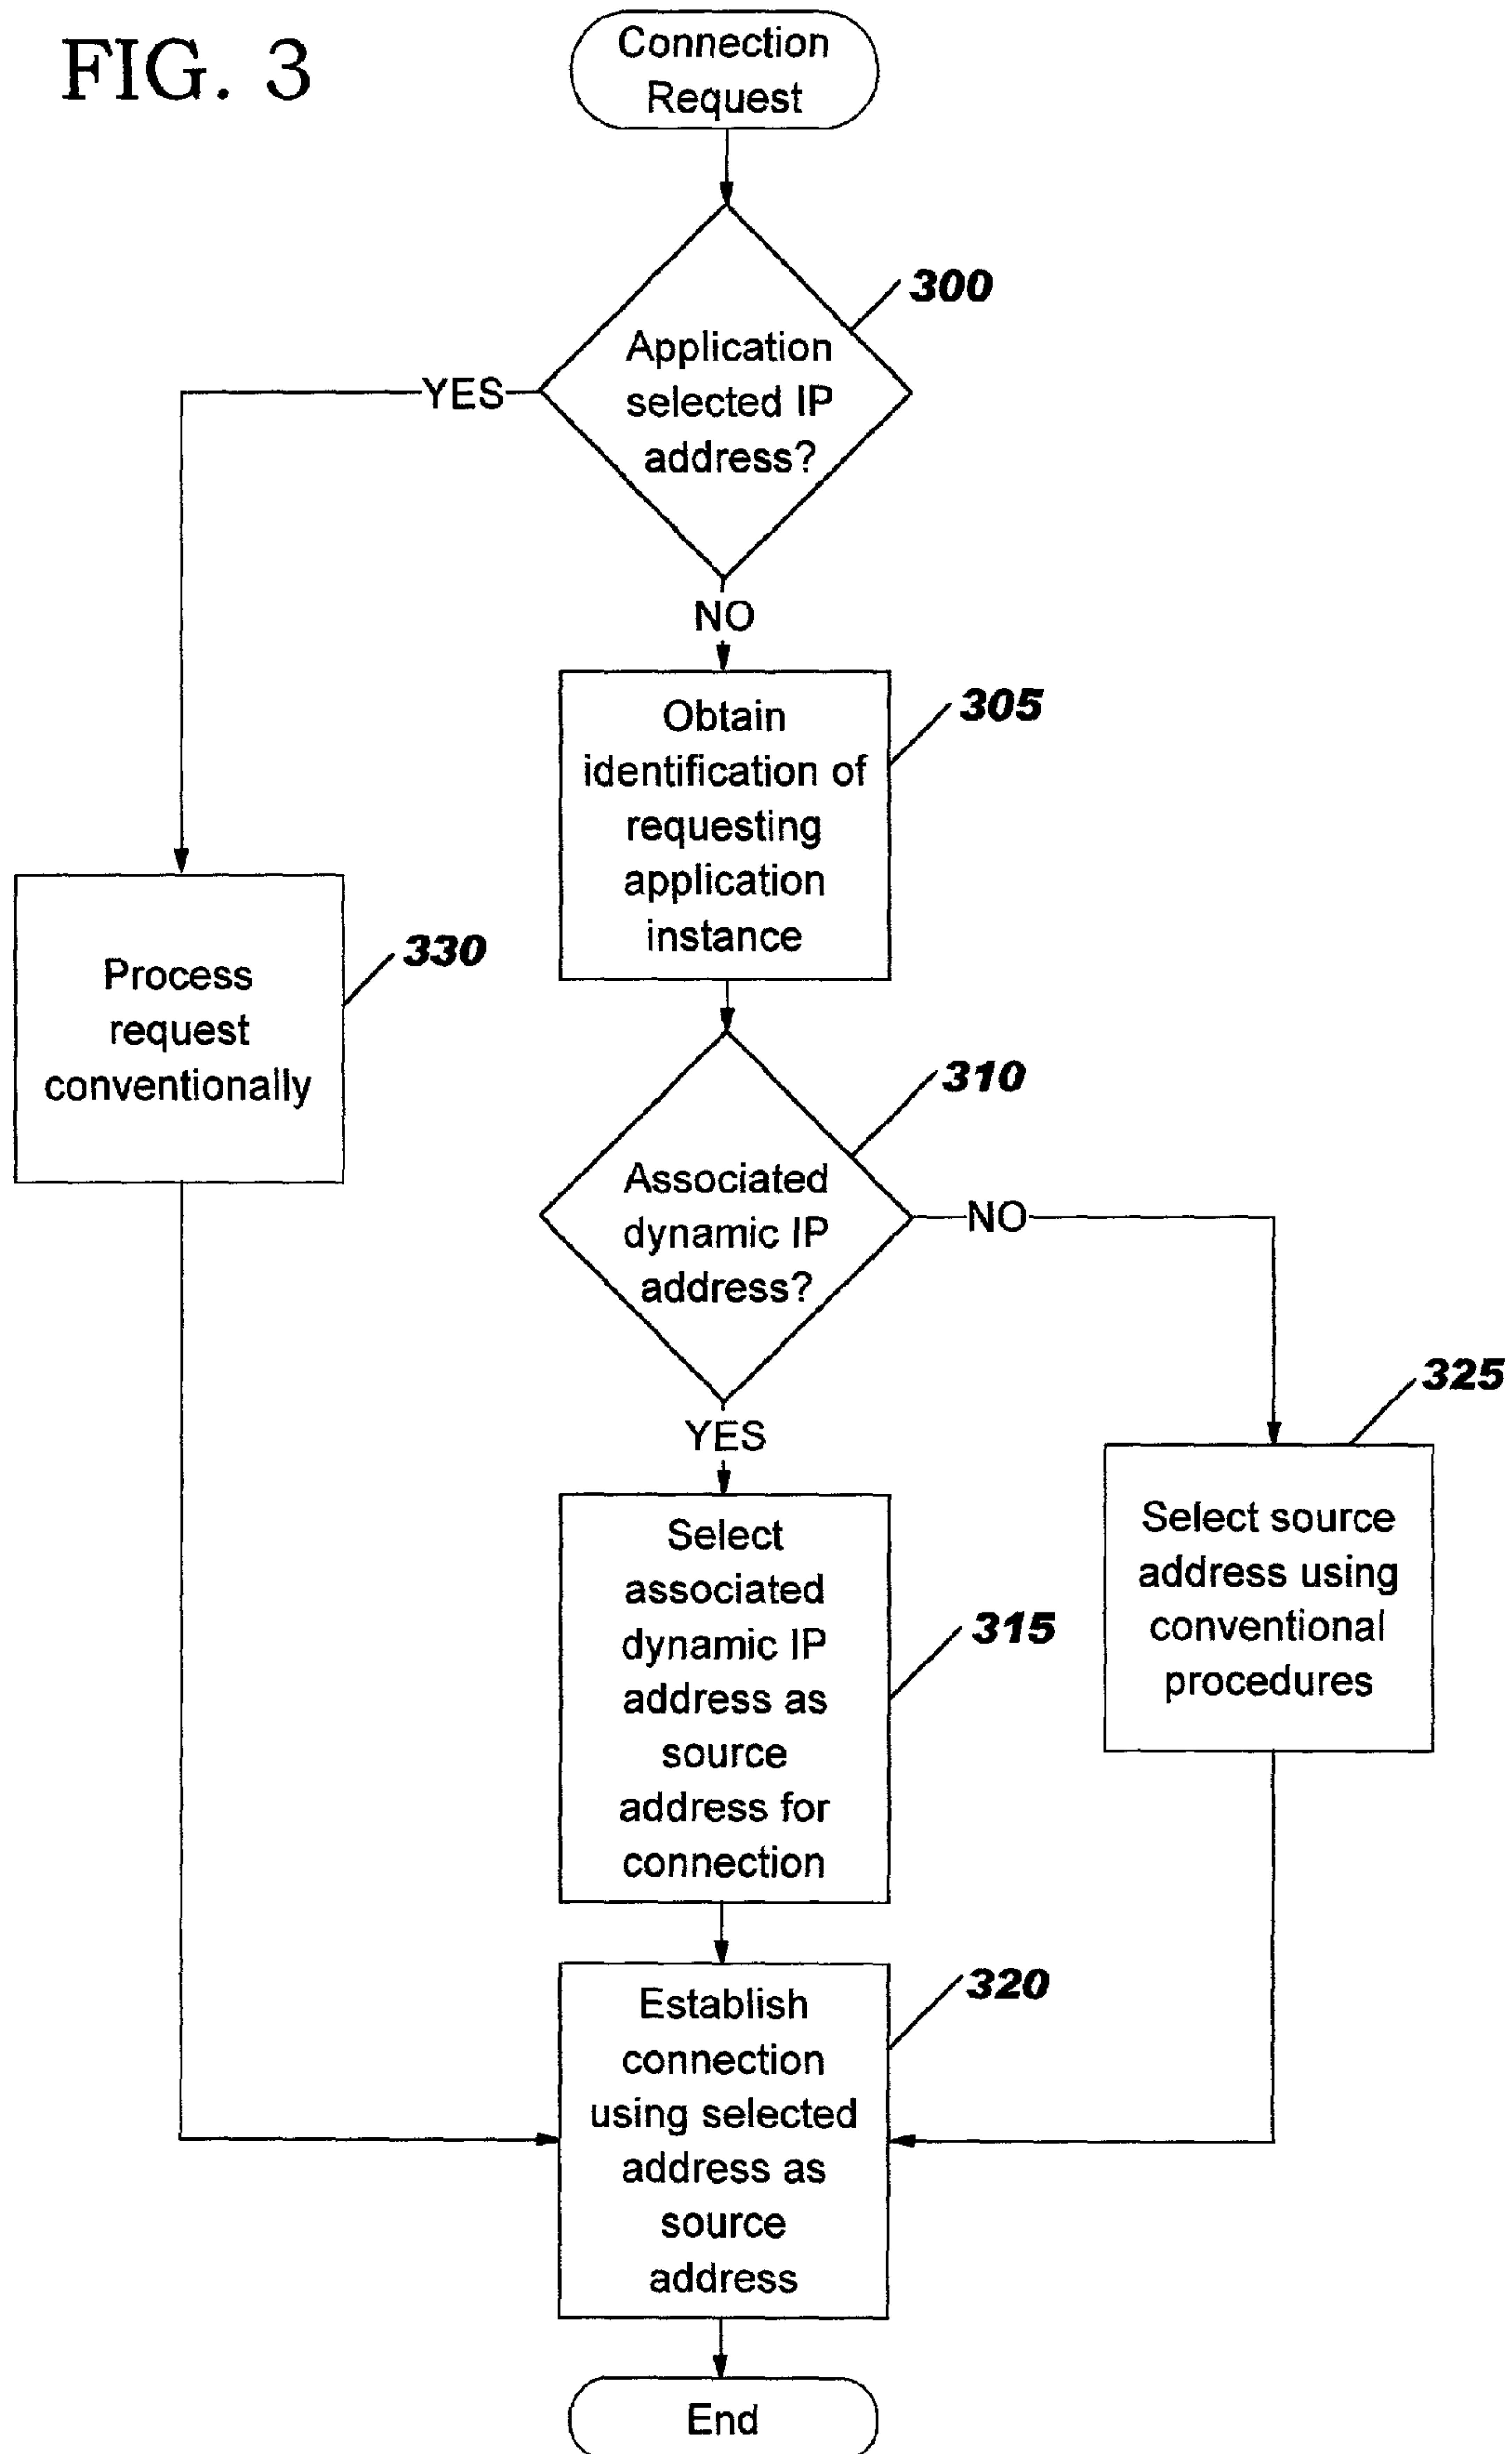 FIG. 3
Connection
Request
300
Application
selected IP
address?
YES
NO
305
Obtain
identification of
requesting
application
instance
330
Process
request
conventionally
310
Associated
dynamic IP
address?
NO
YES
325
Select source
address using
conventional
procedures
Select
associated
dynamic IP
address as
source
address for
connection
315
320
Establish
connection
using selected
address as
source
address
End